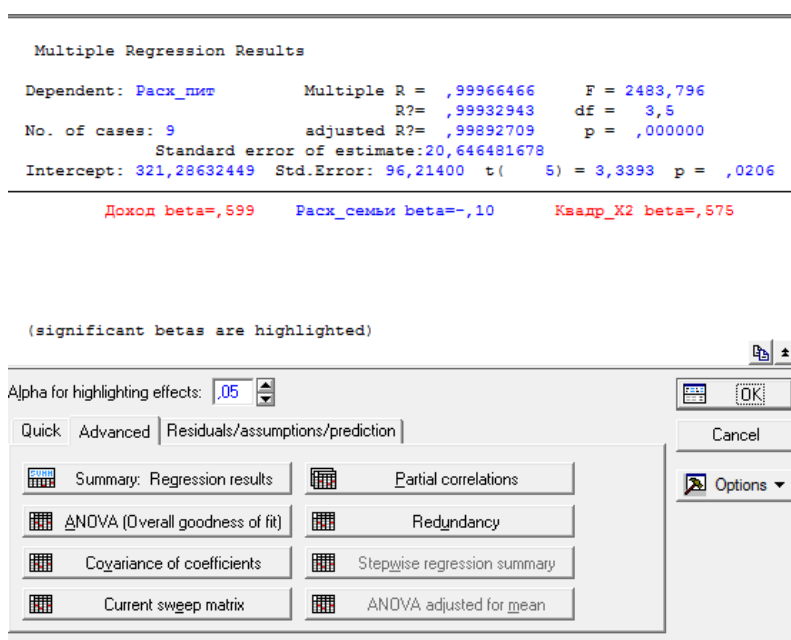 Multiple Regression Results
Dependent: Расх_пит Multiple R = ,99966466 F = 2483,796
R?= ,99932943 df = 3,5
No. of cases: 9 adjusted R?= ,99892709 p = ,000000
Standard error of estimate:20,646481678
Intercept: 321,28632449 Std.Error: 96,21400 t( 5) = 3,3393 p = ,0206
Доход beta=,599 Расх_семьи beta=-,10 Квадр_X2 beta=,575
(significant betas are highlighted)
Alpha for highlighting effects: ,05
OK
Quick Advanced Residuals/assumptions/prediction
Cancel
Summary: Regression results Partial correlations
Options
ANOVA (Overall goodness of fit) Redundancy
Covariance of coefficients Stepwise regression summary
Current sweep matrix ANOVA adjusted for mean